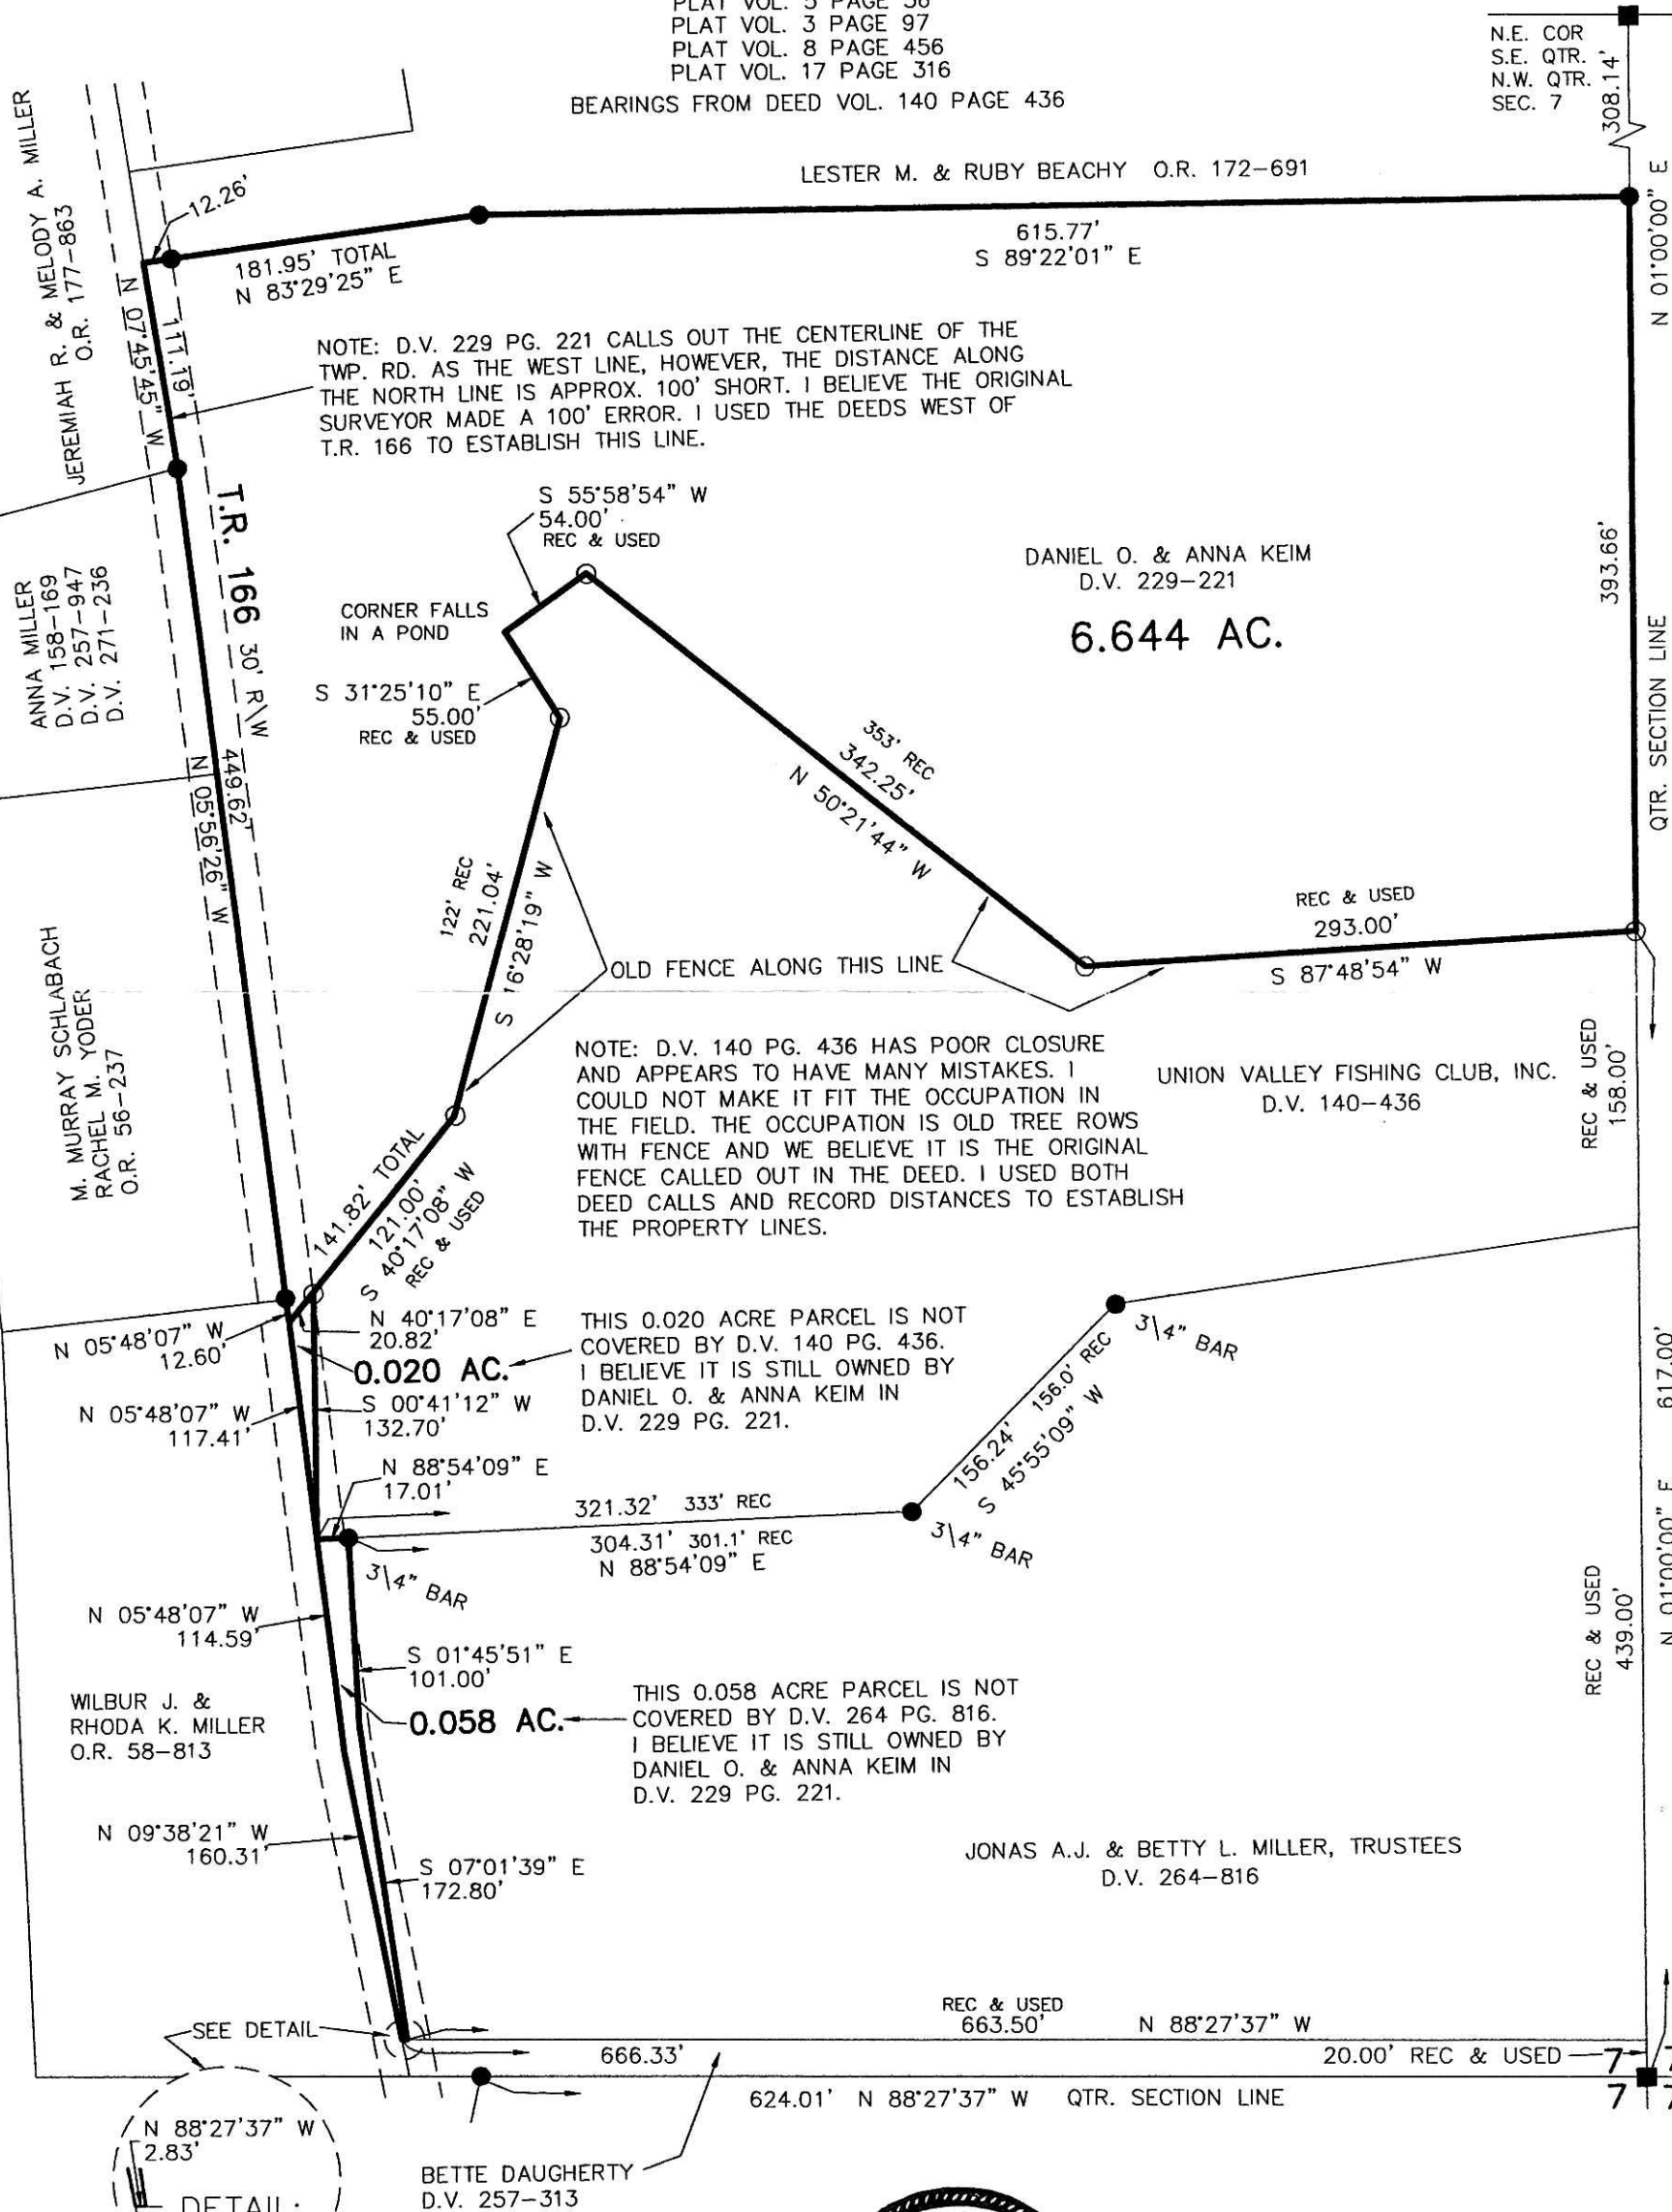 PLAT VOL. 3 PAGE 97
PLAT VOL. 8 PAGE 456
PLAT VOL. 17 PAGE 316
BEARINGS FROM DEED VOL. 140 PAGE 436
N.E. COR
S.E. QTR.
N.W. QTR.
SEC. 7
308.14'
N 01°00'00" E
LESTER M. & RUBY BEACHY O.R. 172-691
615.77'
S 89°22'01" E
12.26'
181.95' TOTAL
N 83°29'25" E
JEREMIAH R. & MELODY A. MILLER
O.R. 177-863
N 07°45'45" W
111.19'
NOTE: D.V. 229 PG. 221 CALLS OUT THE CENTERLINE OF THE
TWP. RD. AS THE WEST LINE, HOWEVER, THE DISTANCE ALONG
THE NORTH LINE IS APPROX. 100' SHORT. I BELIEVE THE ORIGINAL
SURVEYOR MADE A 100' ERROR. I USED THE DEEDS WEST OF
T.R. 166 TO ESTABLISH THIS LINE.
T.R. 166 30' R\W
S 55°58'54" W
54.00'
REC & USED
CORNER FALLS
IN A POND
S 31°25'10" E
55.00'
REC & USED
DANIEL O. & ANNA KEIM
D.V. 229-221
6.644 AC.
393.66'
QTR. SECTION LINE
ANNA MILLER
D.V. 158-169
D.V. 257-947
D.V. 271-236
449.62'
N 05°56'26" W
353' REC
342.25'
N 50°21'44" W
122' REC
221.04'
S 16°28'19" W
REC & USED
293.00'
S 87°48'54" W
OLD FENCE ALONG THIS LINE
M. MURRAY SCHLABACH
RACHEL M. YODER
O.R. 56-237
NOTE: D.V. 140 PG. 436 HAS POOR CLOSURE
AND APPEARS TO HAVE MANY MISTAKES. I
COULD NOT MAKE IT FIT THE OCCUPATION IN
THE FIELD. THE OCCUPATION IS OLD TREE ROWS
WITH FENCE AND WE BELIEVE IT IS THE ORIGINAL
FENCE CALLED OUT IN THE DEED. I USED BOTH
DEED CALLS AND RECORD DISTANCES TO ESTABLISH
THE PROPERTY LINES.
UNION VALLEY FISHING CLUB, INC.
D.V. 140-436
REC & USED
158.00'
141.82' TOTAL
121.00'
S 40°17'08" W
REC & USED
N 05°48'07" W
12.60'
N 40°17'08" E
20.82'
0.020 AC.
THIS 0.020 ACRE PARCEL IS NOT
COVERED BY D.V. 140 PG. 436.
I BELIEVE IT IS STILL OWNED BY
DANIEL O. & ANNA KEIM IN
D.V. 229 PG. 221.
N 05°48'07" W
117.41'
S 00°41'12" W
132.70'
3\4" BAR
156.24' 156.0' REC
S 45°55'09" W
617.00'
N 01°00'00" E
N 88°54'09" E
17.01'
321.32' 333' REC
304.31' 301.1' REC
N 88°54'09" E
3\4" BAR
3\4" BAR
REC & USED
439.00'
N 05°48'07" W
114.59'
S 01°45'51" E
101.00'
0.058 AC.
THIS 0.058 ACRE PARCEL IS NOT
COVERED BY D.V. 264 PG. 816.
I BELIEVE IT IS STILL OWNED BY
DANIEL O. & ANNA KEIM IN
D.V. 229 PG. 221.
WILBUR J. &
RHODA K. MILLER
O.R. 58-813
N 09°38'21" W
160.31'
S 07°01'39" E
172.80'
JONAS A.J. & BETTY L. MILLER, TRUSTEES
D.V. 264-816
SEE DETAIL
REC & USED
663.50' N 88°27'37" W
666.33'
20.00' REC & USED
7
7
624.01' N 88°27'37" W QTR. SECTION LINE
N 88°27'37" W
2.83'
DETAIL:
BETTE DAUGHERTY
D.V. 257-313